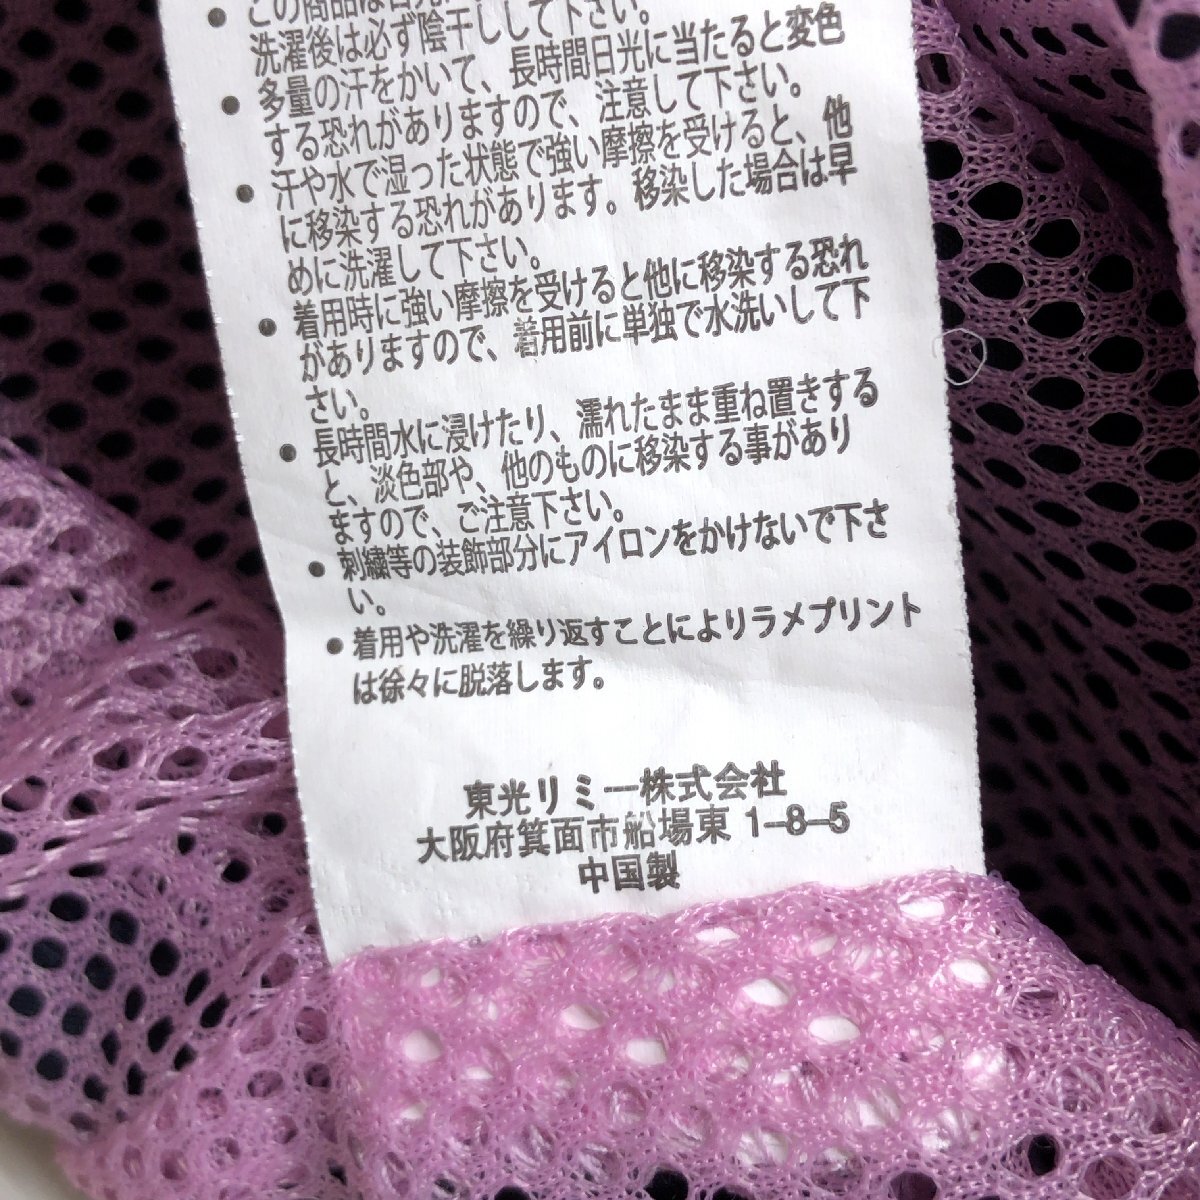 ● この商品は
洗濯後は必ず陰干しして下さい。
● 多量の汗をかいて、長時間日光に当たると変色
する恐れがありますので、注意して下さい。
● 汗や水で湿った状態で強い摩擦を受けると、他
に移染する恐れがあります。移染した場合は早
めに洗濯して下さい。
● 着用時に強い摩擦を受けると他に移染する恐れ
がありますので、着用前に単独で水洗いして下
さい。
● 長時間水に浸けたり、濡れたまま重ね置きする
と、淡色部や、他のものに移染する事があり
ますので、ご注意下さい。
● 刺繍等の装飾部分にアイロンをかけないで下さ
い。
● 着用や洗濯を繰り返すことによりラメプリント
は徐々に脱落します。
東光リミー株式会社
大阪府箕面市船場東 1-8-5
中国製